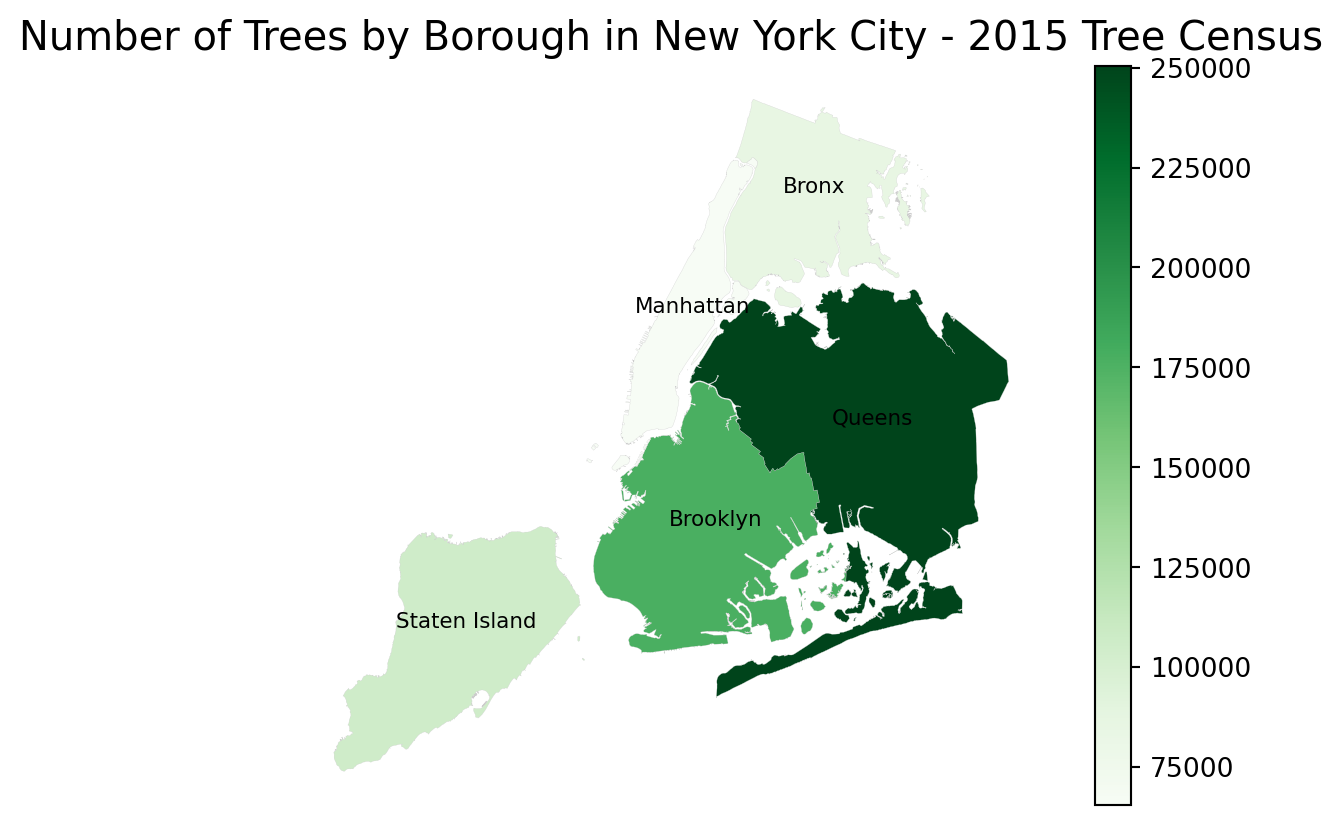 Number of Trees by Borough in New York City - 2015 Tree Census
250000
225000
200000
175000
150000
125000
100000
75000
Bronx
Manhattan
Queens
Brooklyn
Staten Island